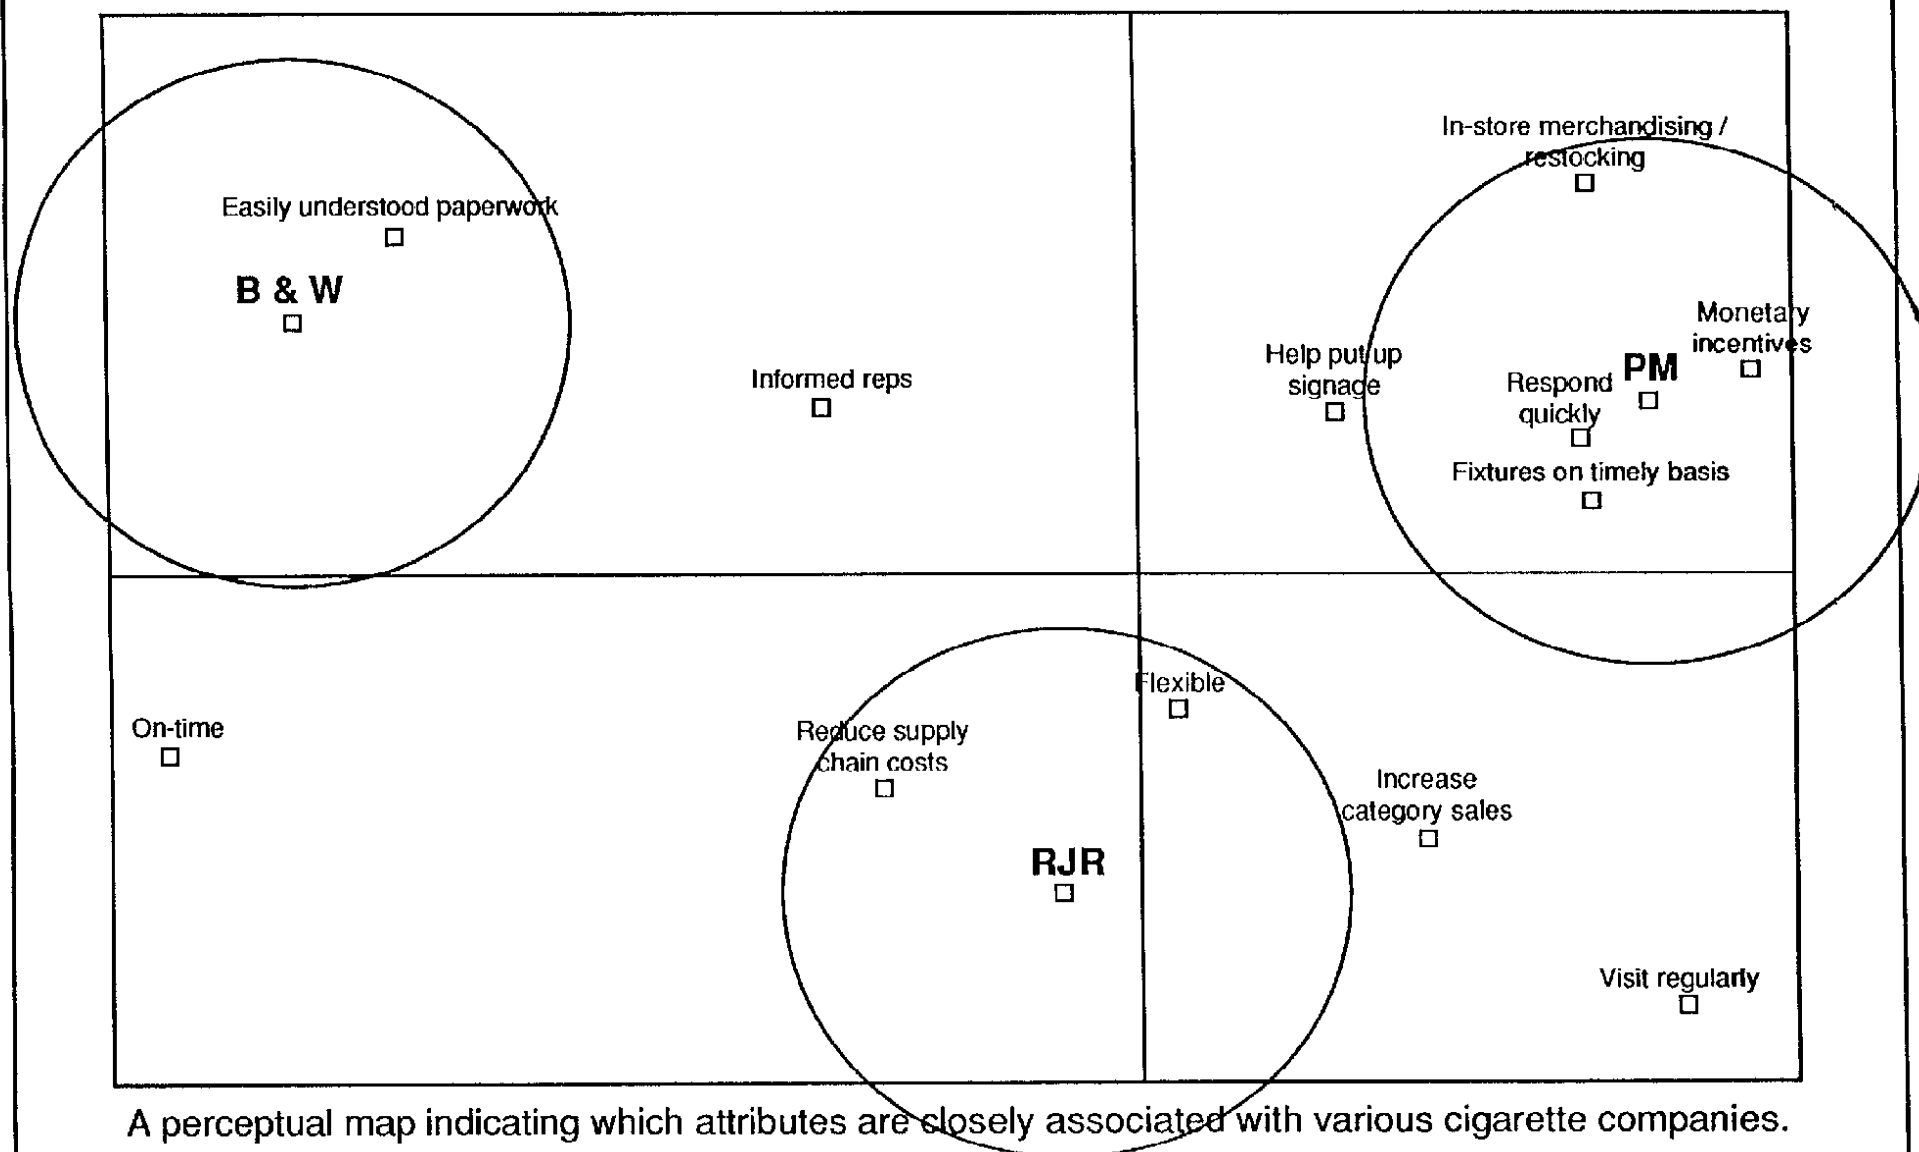 In-store merchandising /
restocking
Easily understood paperwork
B & W
Monetary
incentives
Help put up
signage
PM
Informed reps
Respond
quickly
Fixtures on timely basis
Flexible
On-time
Reduce supply
chain costs
Increase
category sales
RJR
Visit regularly
A perceptual map indicating which attributes are closely associated with various cigarette companies.